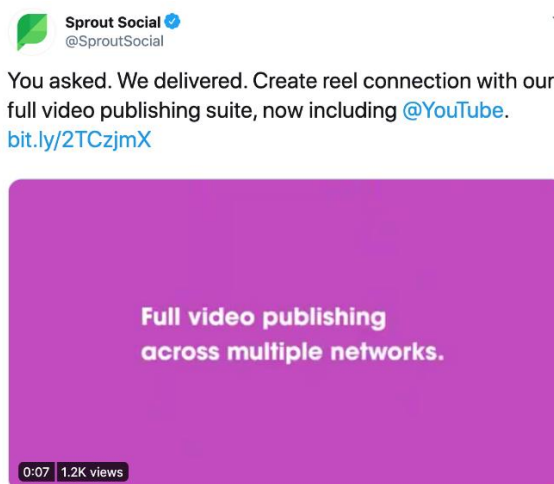 Sprout Social
@SproutSocial
You asked. We delivered. Create reel connection with our
full video publishing suite, now including @YouTube.
bit.ly/2TCzjmX
Full video publishing
across multiple networks.
0:07 1.2K views